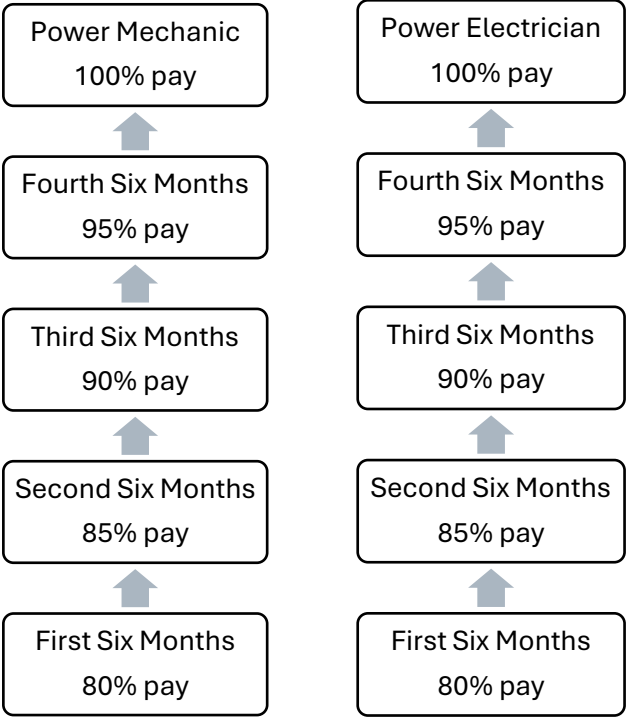 Power Mechanic
100% pay
Fourth Six Months
95% pay
Third Six Months
90% pay
Second Six Months
85% pay
First Six Months
80% pay
Power Electrician
100% pay
Fourth Six Months
95% pay
Third Six Months
90% pay
Second Six Months
85% pay
First Six Months
80% pay